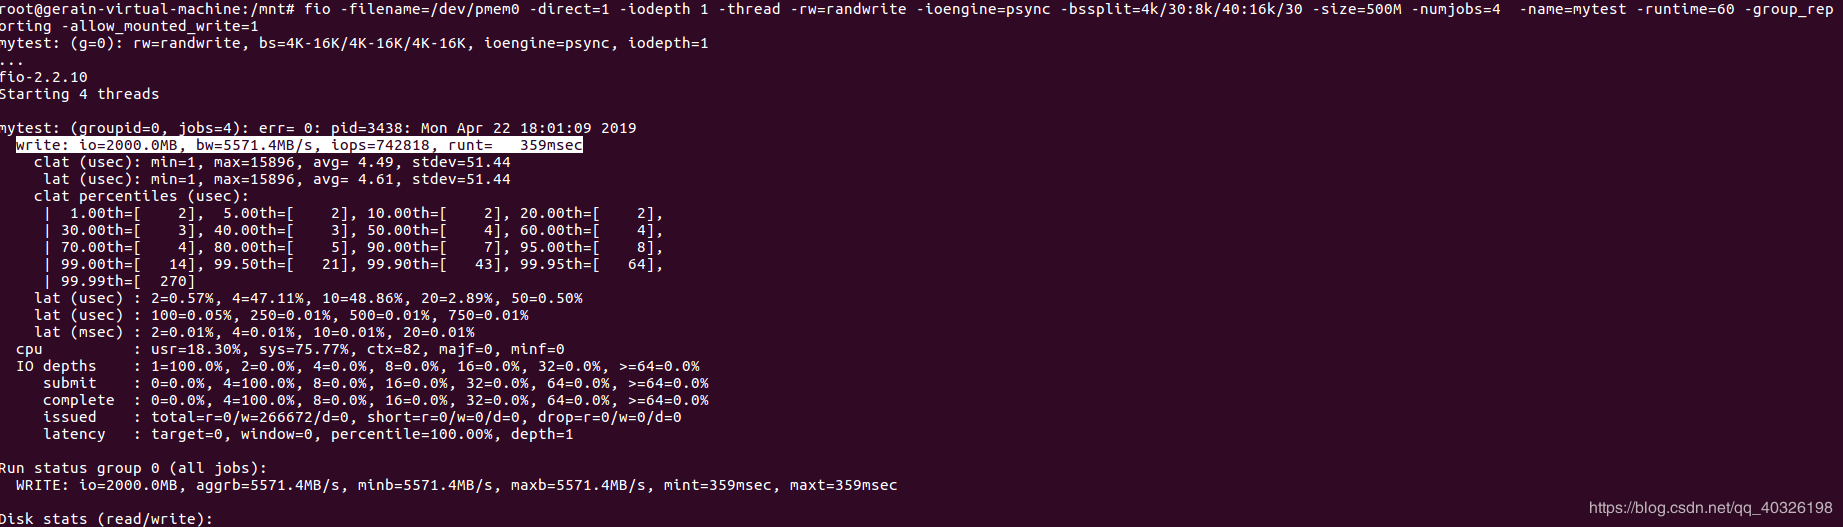 root@gerain-virtual-machine:/mnt# fio -filename=/dev/pmem0 -direct=1 -iodepth 1 -thread -rw=randwrite -ioengine=psync -bssplit=4k/30:8k/40:16k/30 -size=500M -numjobs=4  -name=mytest -runtime=60 -group_rep
orting -allow_mounted_write=1
mytest: (g=0): rw=randwrite, bs=4K-16K/4K-16K/4K-16K, ioengine=psync, iodepth=1
...
fio-2.2.10
Starting 4 threads
mytest: (groupid=0, jobs=4): err= 0: pid=3438: Mon Apr 22 18:01:09 2019
  write: io=2000.0MB, bw=5571.4MB/s, iops=742818, runt=   359msec
    clat (usec): min=1, max=15896, avg= 4.49, stdev=51.44
     lat (usec): min=1, max=15896, avg= 4.61, stdev=51.44
    clat percentiles (usec):
     |  1.00th=[    2],  5.00th=[    2], 10.00th=[    2], 20.00th=[    2],
     | 30.00th=[    3], 40.00th=[    3], 50.00th=[    4], 60.00th=[    4],
     | 70.00th=[    4], 80.00th=[    5], 90.00th=[    7], 95.00th=[    8],
     | 99.00th=[   14], 99.50th=[   21], 99.90th=[   43], 99.95th=[   64],
     | 99.99th=[  270]
    lat (usec) : 2=0.57%, 4=47.11%, 10=48.86%, 20=2.89%, 50=0.50%
    lat (usec) : 100=0.05%, 250=0.01%, 500=0.01%, 750=0.01%
    lat (msec) : 2=0.01%, 4=0.01%, 10=0.01%, 20=0.01%
  cpu          : usr=18.30%, sys=75.77%, ctx=82, majf=0, minf=0
  IO depths    : 1=100.0%, 2=0.0%, 4=0.0%, 8=0.0%, 16=0.0%, 32=0.0%, >=64=0.0%
     submit    : 0=0.0%, 4=100.0%, 8=0.0%, 16=0.0%, 32=0.0%, 64=0.0%, >=64=0.0%
     complete  : 0=0.0%, 4=100.0%, 8=0.0%, 16=0.0%, 32=0.0%, 64=0.0%, >=64=0.0%
     issued    : total=r=0/w=266672/d=0, short=r=0/w=0/d=0, drop=r=0/w=0/d=0
     latency   : target=0, window=0, percentile=100.00%, depth=1
Run status group 0 (all jobs):
  WRITE: io=2000.0MB, aggrb=5571.4MB/s, minb=5571.4MB/s, maxb=5571.4MB/s, mint=359msec, maxt=359msec
Disk stats (read/write):
https://blog.csdn.net/qq_40326198